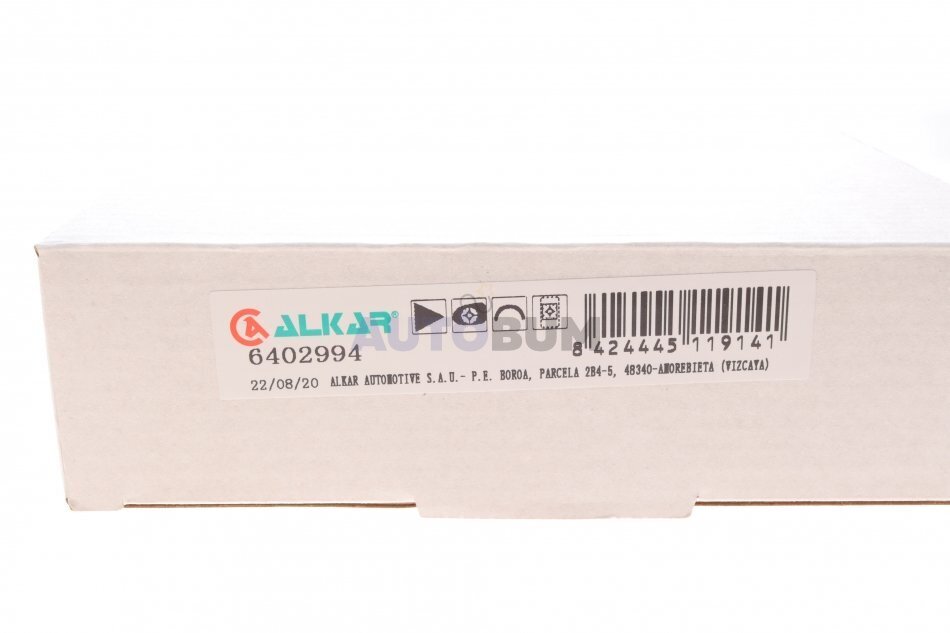 ALKAR®
AUTOBUM
6402994
8 424445 119141
22/08/20 ALKAR AUTOMOTIVE S.A.U.- P.E. BOROA, PARCELA 2B4-5, 48340-AMOREBIETA (VIZCAYA)